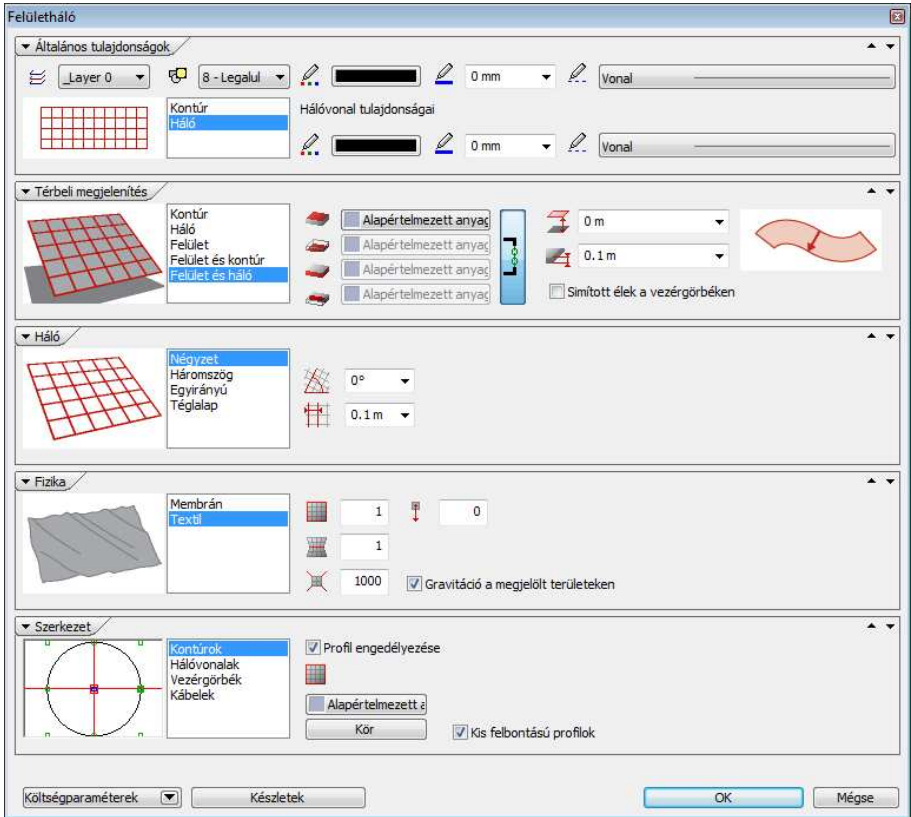 Felületháló
Általános tulajdonságok
_Layer 0
8 - Legalul
0 mm
Vonal
Kontúr
Háló
Hálóvonal tulajdonságai
0 mm
Vonal
Térbeli megjelenítés
Kontúr
Háló
Felület
Felület és kontúr
Felület és háló
Alapértelmezett anyag
Alapértelmezett anyag
Alapértelmezett anyag
Alapértelmezett anyag
0 m
0.1 m
Simított élek a vezérgörbéken
Háló
Négyzet
Háromszög
Egyirányú
Téglalap
0°
0.1 m
Fizika
Membrán
Textil
1
0
1
1000
Gravitáció a megjelölt területeken
Szerkezet
Kontúrok
Hálóvonalak
Vezérgörbék
Kábelek
Profil engedélyezése
Alapértelmezett a
Kör
Kis felbontású profilok
Költségparaméterek
Készletek
OK
Mégse